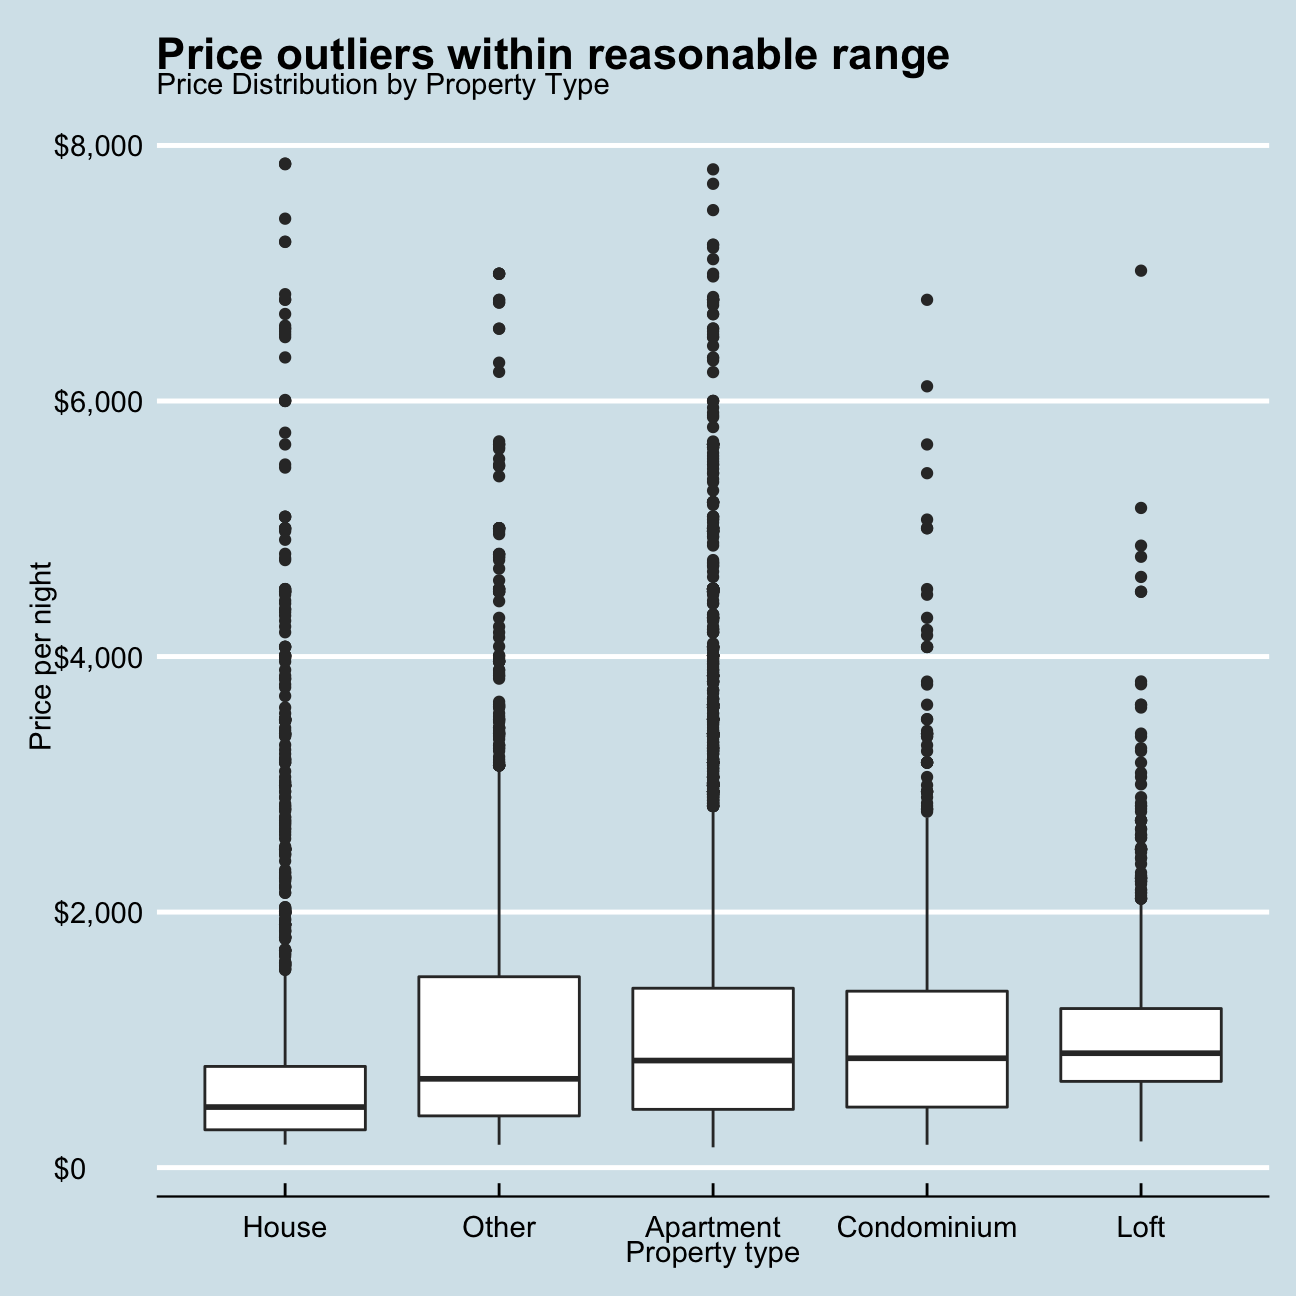 Price outliers within reasonable range
Price Distribution by Property Type
Price per night
$8,000
$6,000
$4,000
$2,000
$0
House Other Apartment Condominium Loft
Property type